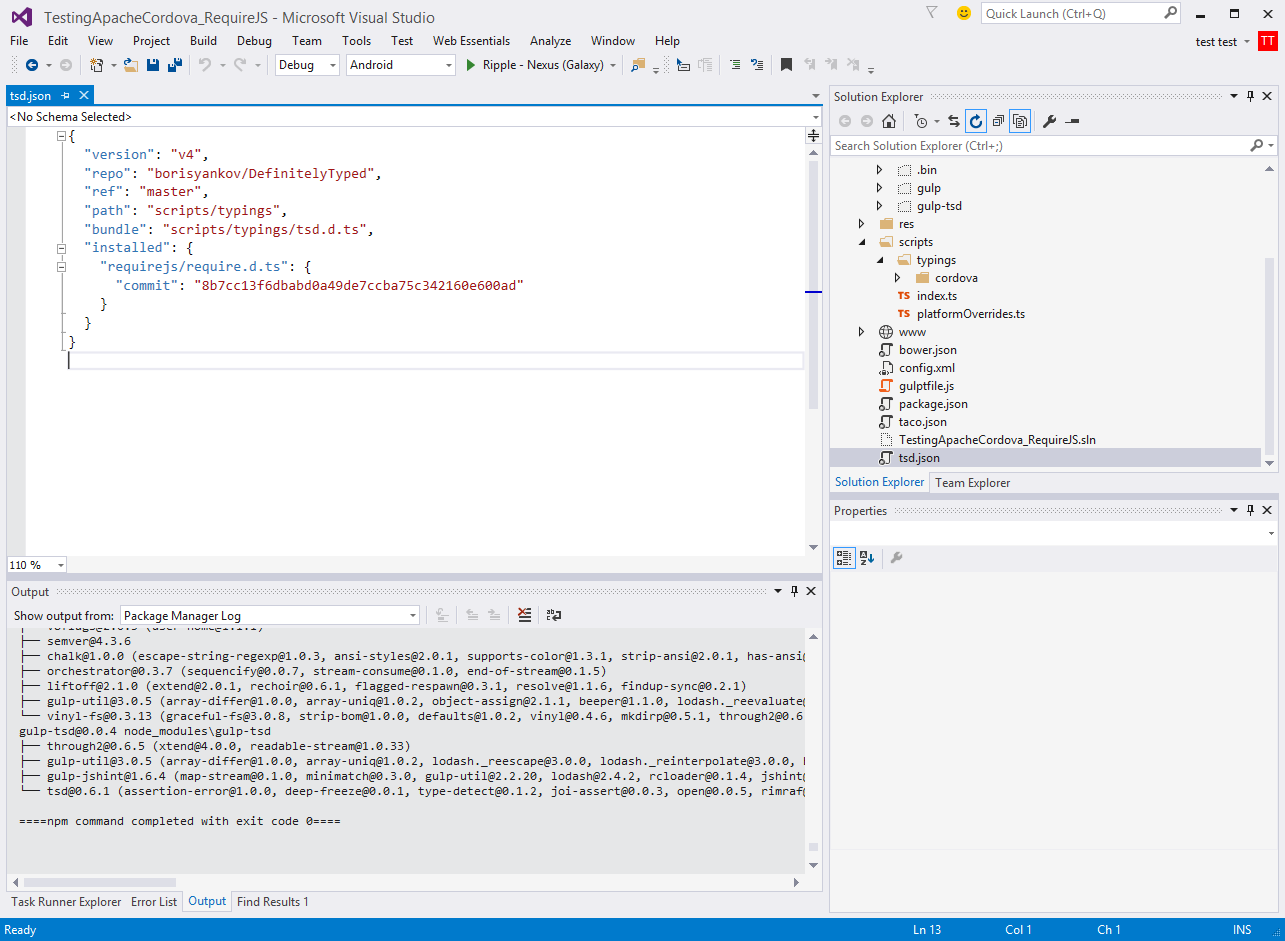 TestingApacheCordova_RequireJS - Microsoft Visual Studio
Quick Launch (Ctrl+Q)
File Edit View Project Build Debug Team Tools Test Web Essentials Analyze Window Help
test test TT
Debug Android Ripple - Nexus (Galaxy)
tsd.json
<No Schema Selected>
{
"version": "v4",
"repo": "borisyankov/DefinitelyTyped",
"ref": "master",
"path": "scripts/typings",
"bundle": "scripts/typings/tsd.d.ts",
"installed": {
"requirejs/require.d.ts": {
"commit": "8b7cc13f6dbabd0a49de7ccba75c342160e600ad"
}
}
}
110 %
Output
Show output from: Package Manager Log
├── semver@4.3.6
├── chalk@1.0.0 (escape-string-regexp@1.0.3, ansi-styles@2.0.1, supports-color@1.3.1, strip-ansi@2.0.1, has-ansi@
├── orchestrator@0.3.7 (sequencify@0.0.7, stream-consume@0.1.0, end-of-stream@0.1.5)
├── liftoff@2.1.0 (extend@2.0.1, rechoir@0.6.1, flagged-respawn@0.3.1, resolve@1.1.6, findup-sync@0.2.1)
├── gulp-util@3.0.5 (array-differ@1.0.0, array-uniq@1.0.2, object-assign@2.1.1, beeper@1.1.0, lodash._reevaluate@
└── vinyl-fs@0.3.13 (graceful-fs@3.0.8, strip-bom@1.0.0, defaults@1.0.2, vinyl@0.4.6, mkdirp@0.5.1, through2@0.6
gulp-tsd@0.0.4 node_modules\gulp-tsd
├── through2@0.6.5 (xtend@4.0.0, readable-stream@1.0.33)
├── gulp-util@3.0.5 (array-differ@1.0.0, array-uniq@1.0.2, lodash._reescape@3.0.0, lodash._reinterpolate@3.0.0,
├── gulp-jshint@1.6.4 (map-stream@0.1.0, minimatch@0.3.0, gulp-util@2.2.20, lodash@2.4.2, rcloader@0.1.4, jshint@
└── tsd@0.6.1 (assertion-error@1.0.0, deep-freeze@0.0.1, type-detect@0.1.2, joi-assert@0.0.3, open@0.0.5, rimraf@
====npm command completed with exit code 0====
Task Runner Explorer Error List Output Find Results 1
Solution Explorer
Search Solution Explorer (Ctrl+;)
.bin
gulp
gulp-tsd
res
scripts
typings
cordova
TS index.ts
TS platformOverrides.ts
www
bower.json
config.xml
gulptfile.js
package.json
taco.json
TestingApacheCordova_RequireJS.sln
tsd.json
Solution Explorer Team Explorer
Properties
Ready Ln 13 Col 1 Ch 1 INS